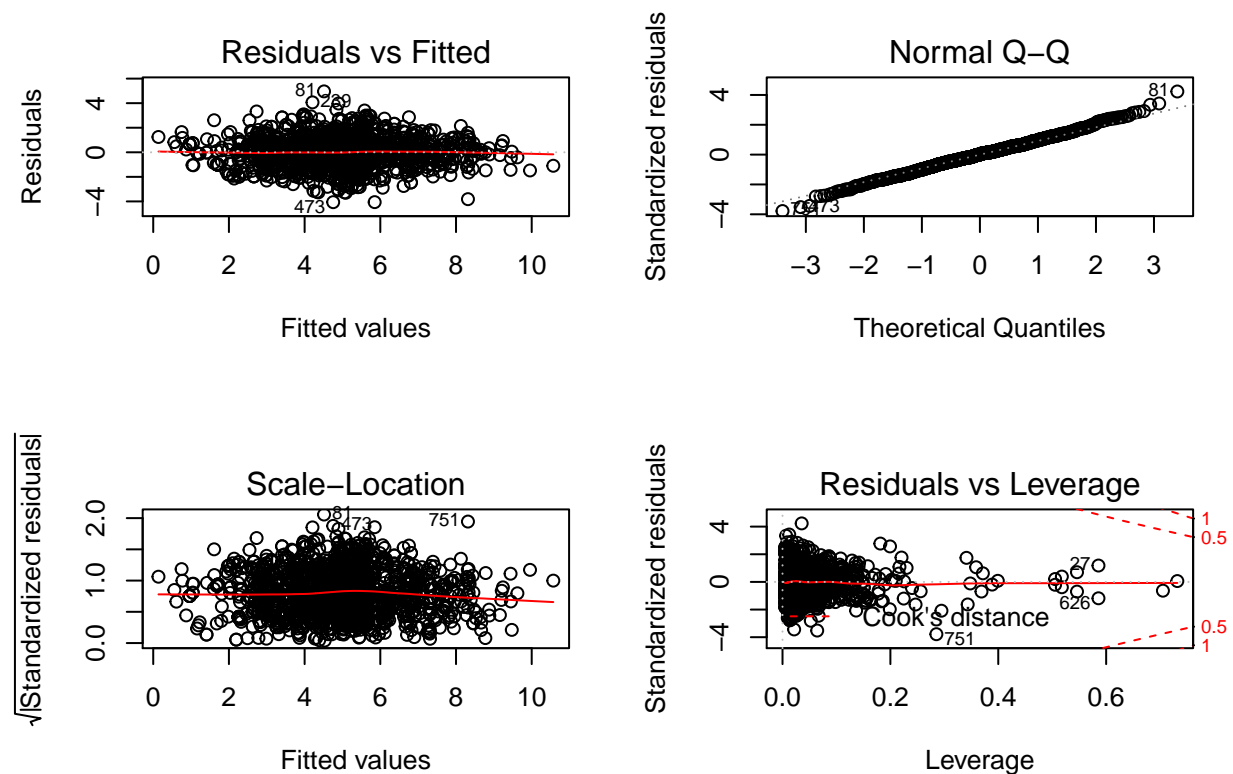 Residuals vs Fitted
Residuals
4
0
−4
81
239
473
0 2 4 6 8 10
Fitted values
Normal Q−Q
Standardized residuals
4
0
−4
81
751
473
−3 −2 −1 0 1 2 3
Theoretical Quantiles
Scale−Location
√|Standardized residuals|
2.0
1.0
0.0
81
473
751
0 2 4 6 8 10
Fitted values
Residuals vs Leverage
Standardized residuals
4
0
−4
1
0.5
27
626
Cook's distance
751
0.5
1
0.0 0.2 0.4 0.6
Leverage